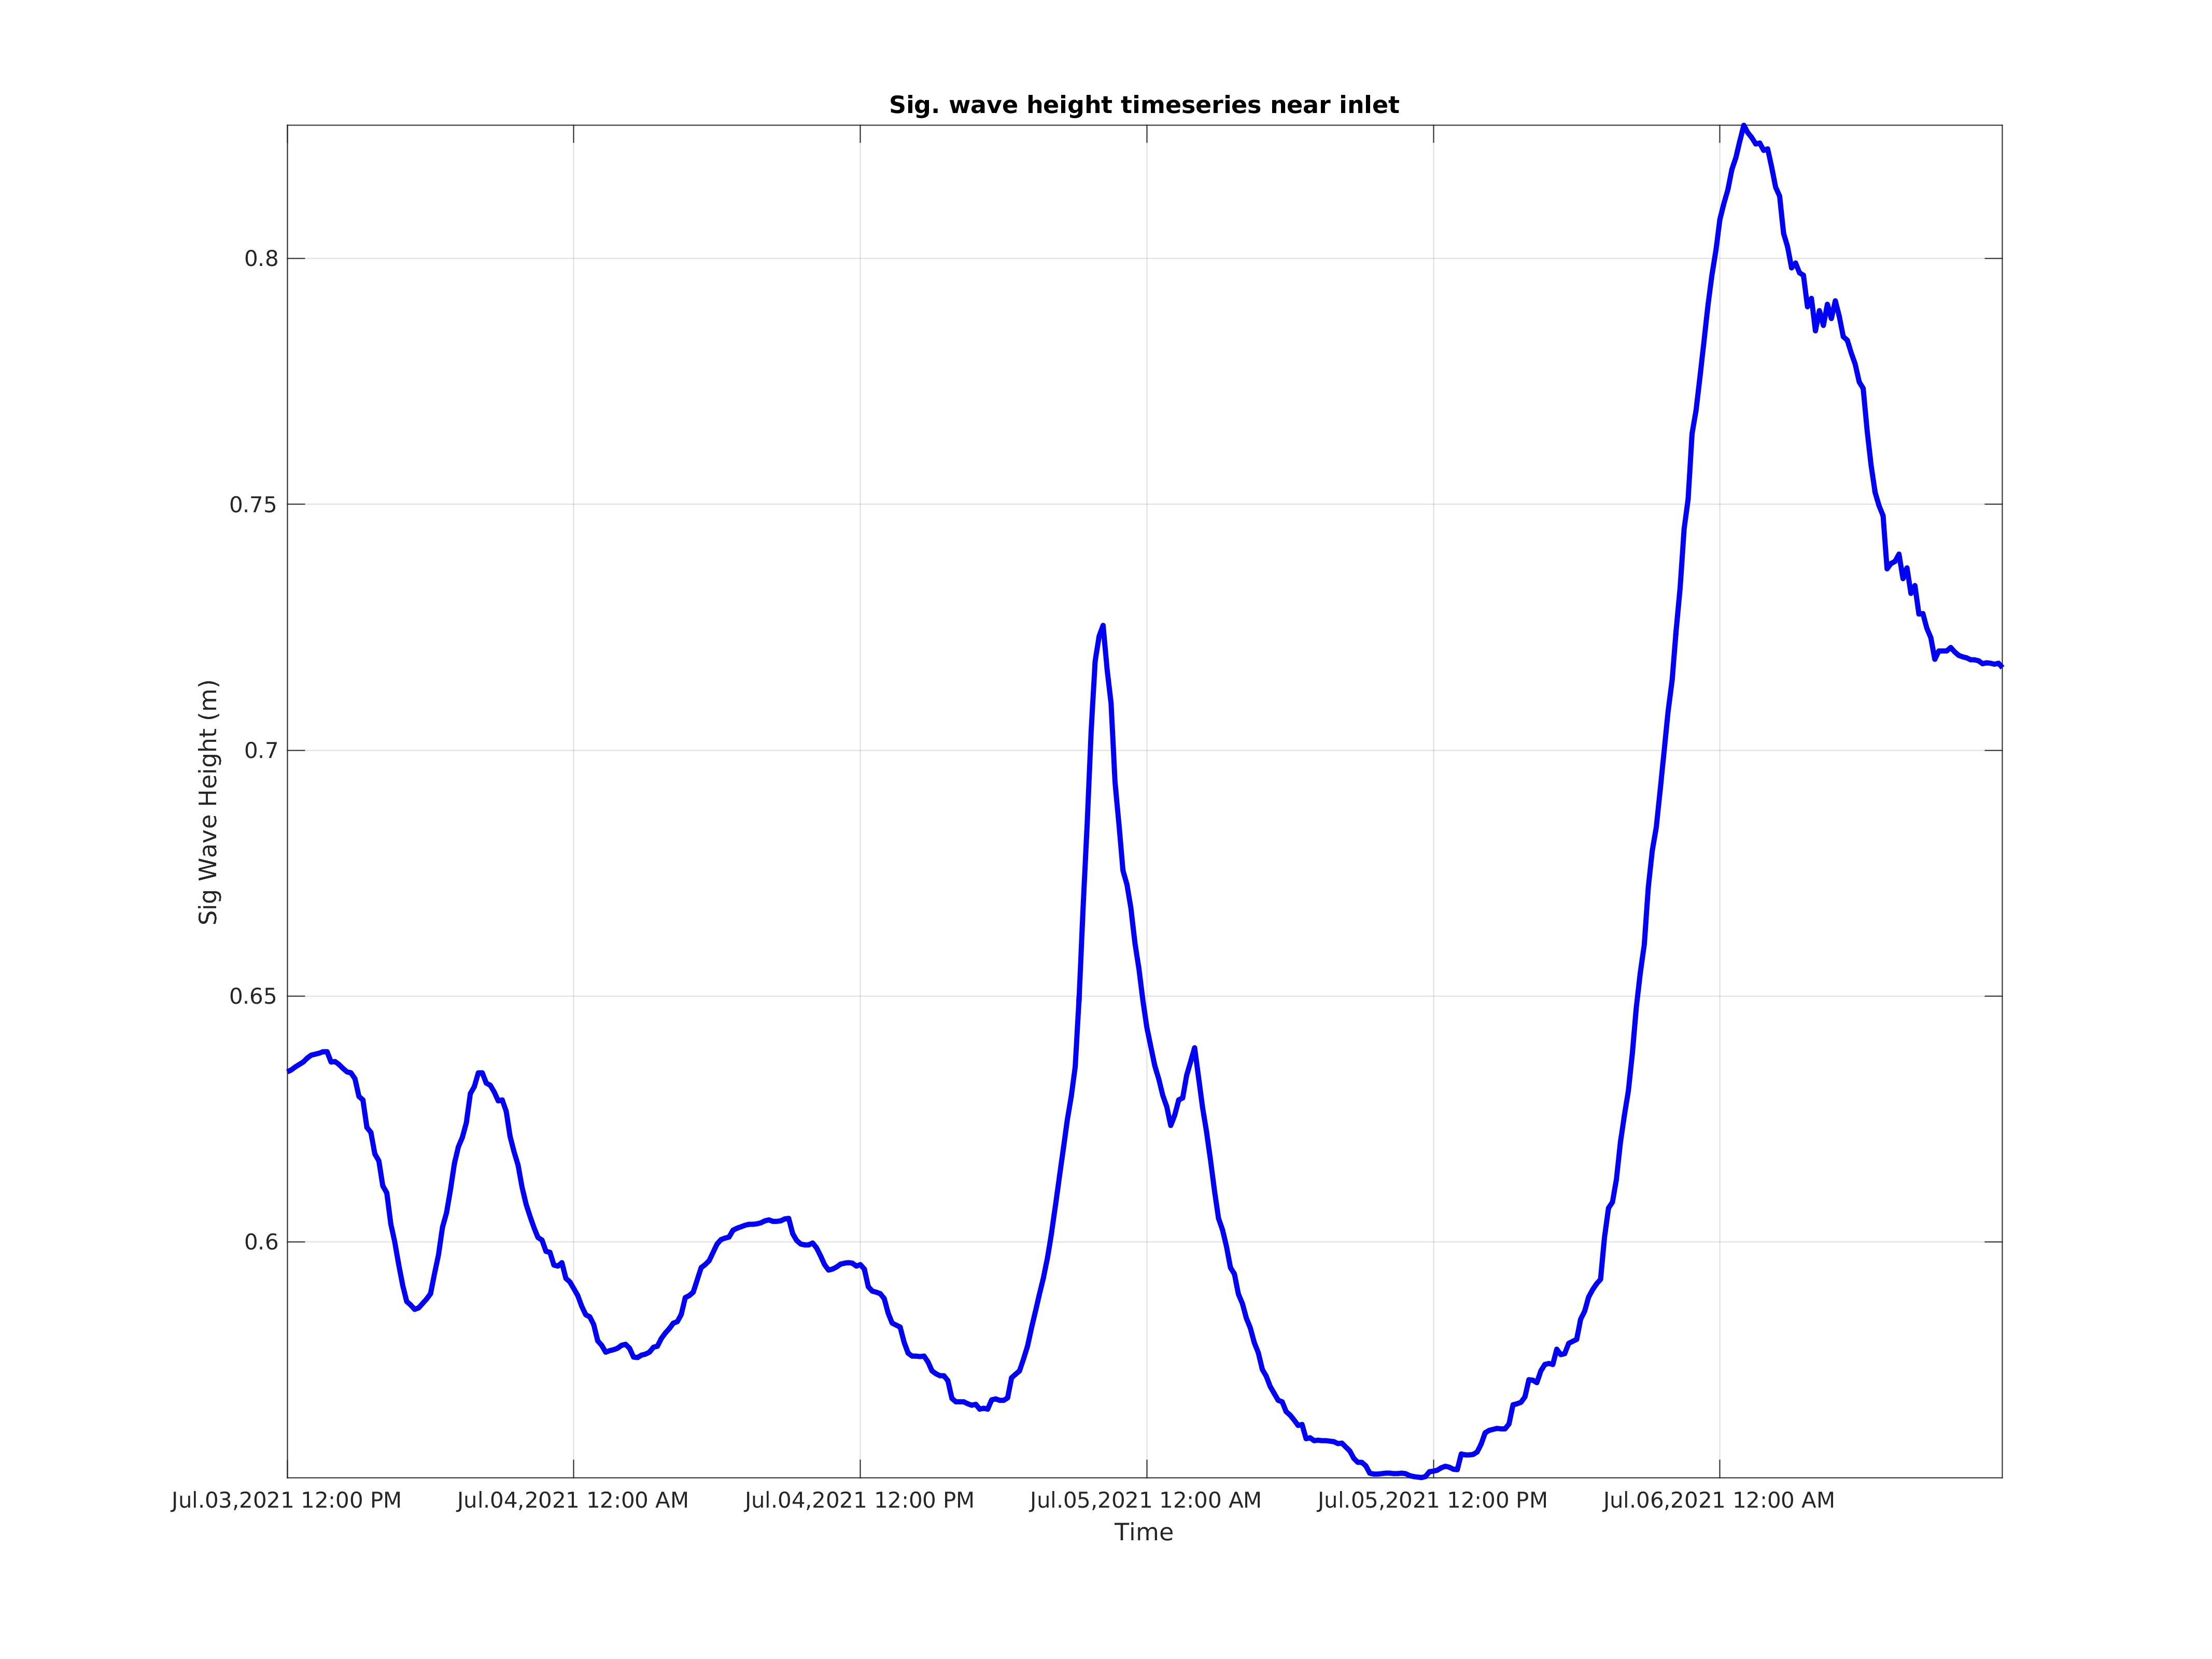 Sig. wave height timeseries near inlet
0.8
0.75
0.7
0.65
0.6
Sig Wave Height (m)
Jul.03,2021 12:00 PM Jul.04,2021 12:00 AM Jul.04,2021 12:00 PM Jul.05,2021 12:00 AM Jul.05,2021 12:00 PM Jul.06,2021 12:00 AM
Time